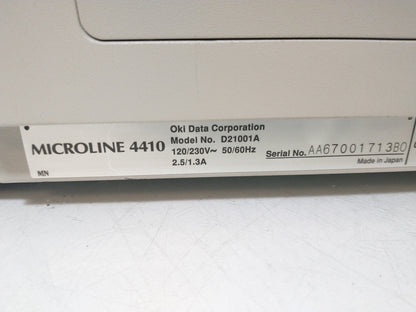 MICROLINE 4410
Oki Data Corporation
Model No. D21001A
120/230V~ 50/60Hz
2.5/1.3A
Serial No. AA67001713B0
Made in Japan
MN